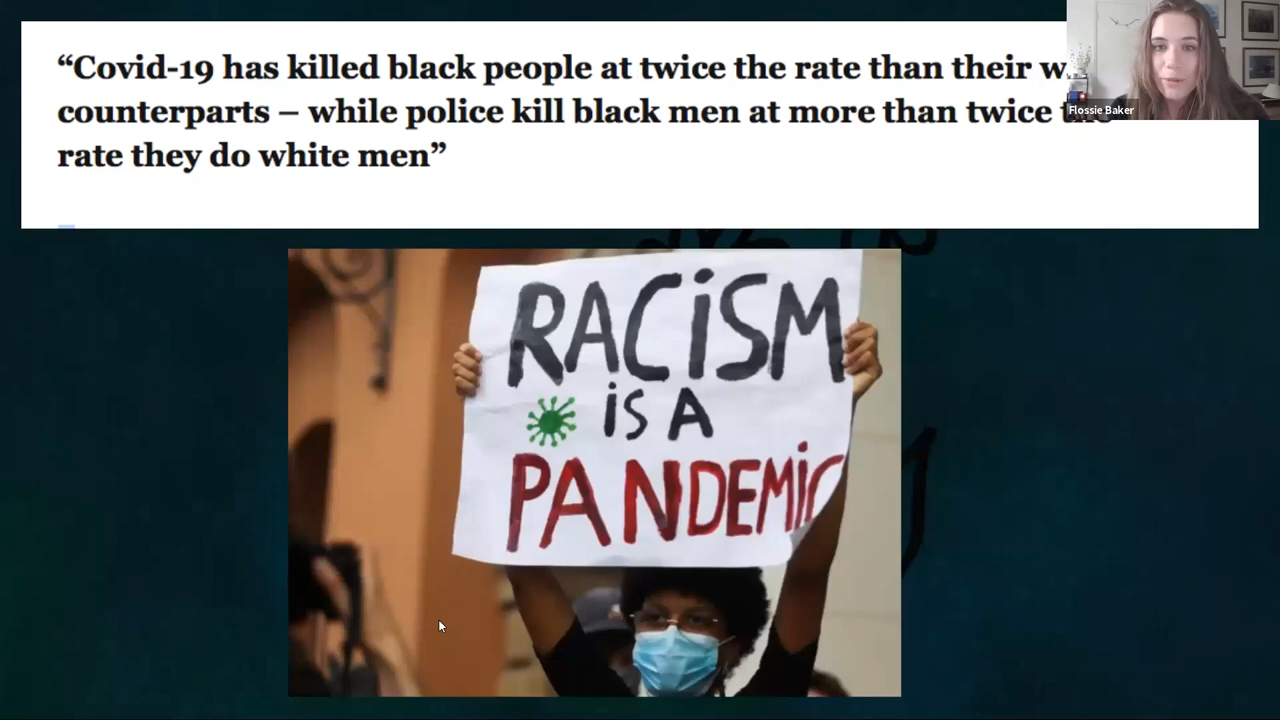 “Covid-19 has killed black people at twice the rate than their
counterparts – while police kill black men at more than twice
rate they do white men”
Flossie Baker
RACiSM
iS A
PANDEMiC